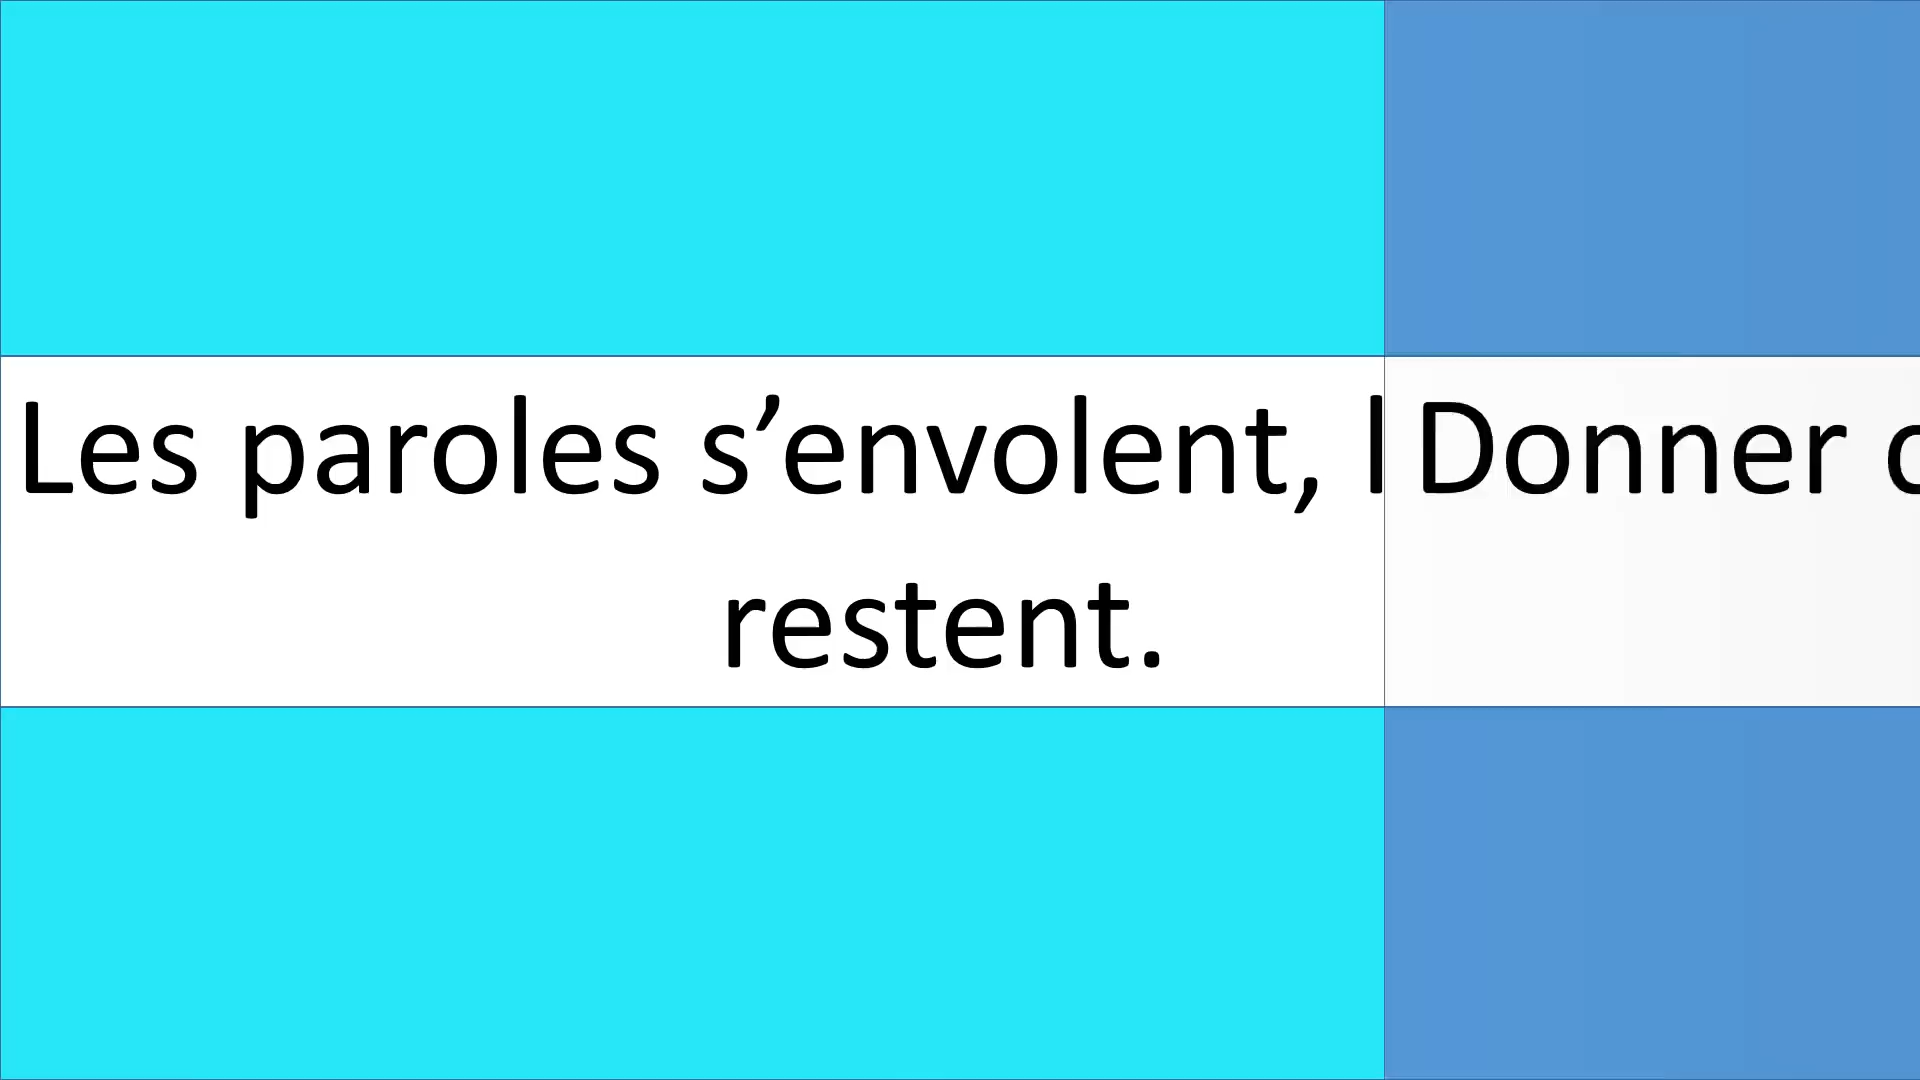 Les paroles s’envolent, l
restent.
Donner